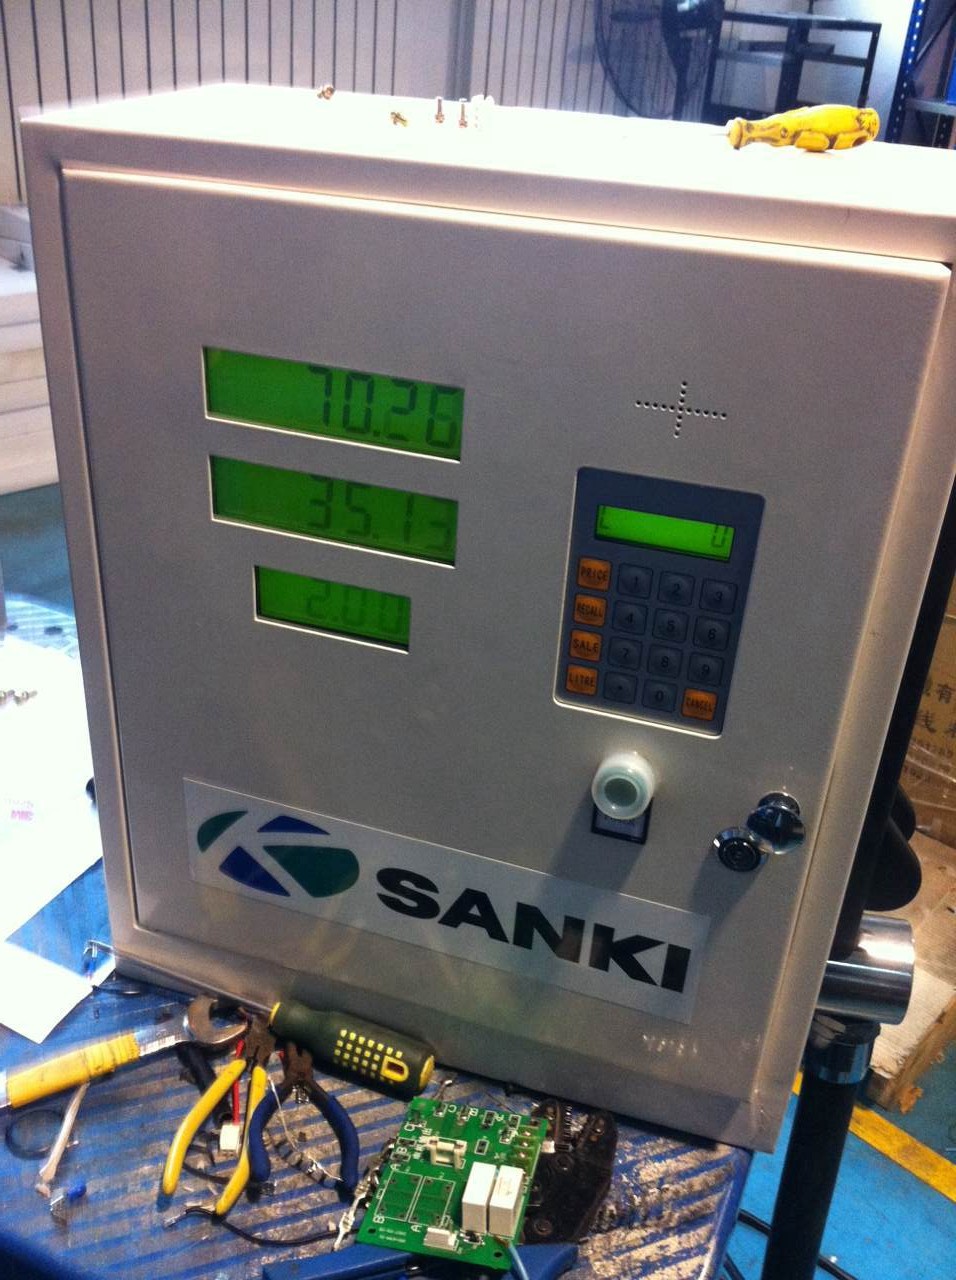 70.26
35.13
2.00
0
PRICE 1 2 3
RECALL 4 5 6
SALE 7 8 9
LITRE . 0 CANCEL
SANKI